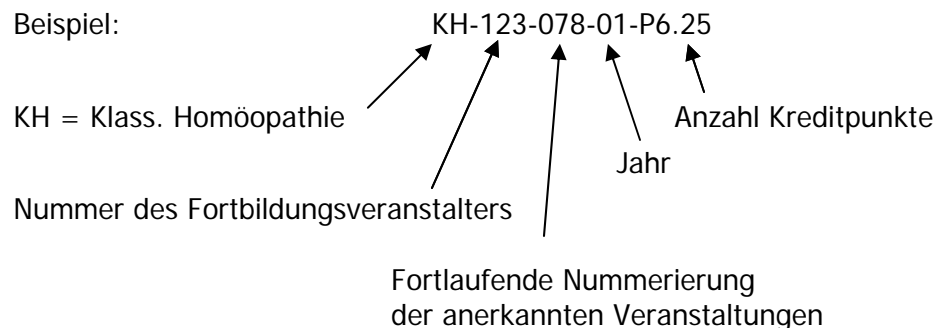 Beispiel: KH-123-078-01-P6.25
KH = Klass. Homöopathie
Anzahl Kreditpunkte
Jahr
Nummer des Fortbildungsveranstalters
Fortlaufende Nummerierung
der anerkannten Veranstaltungen